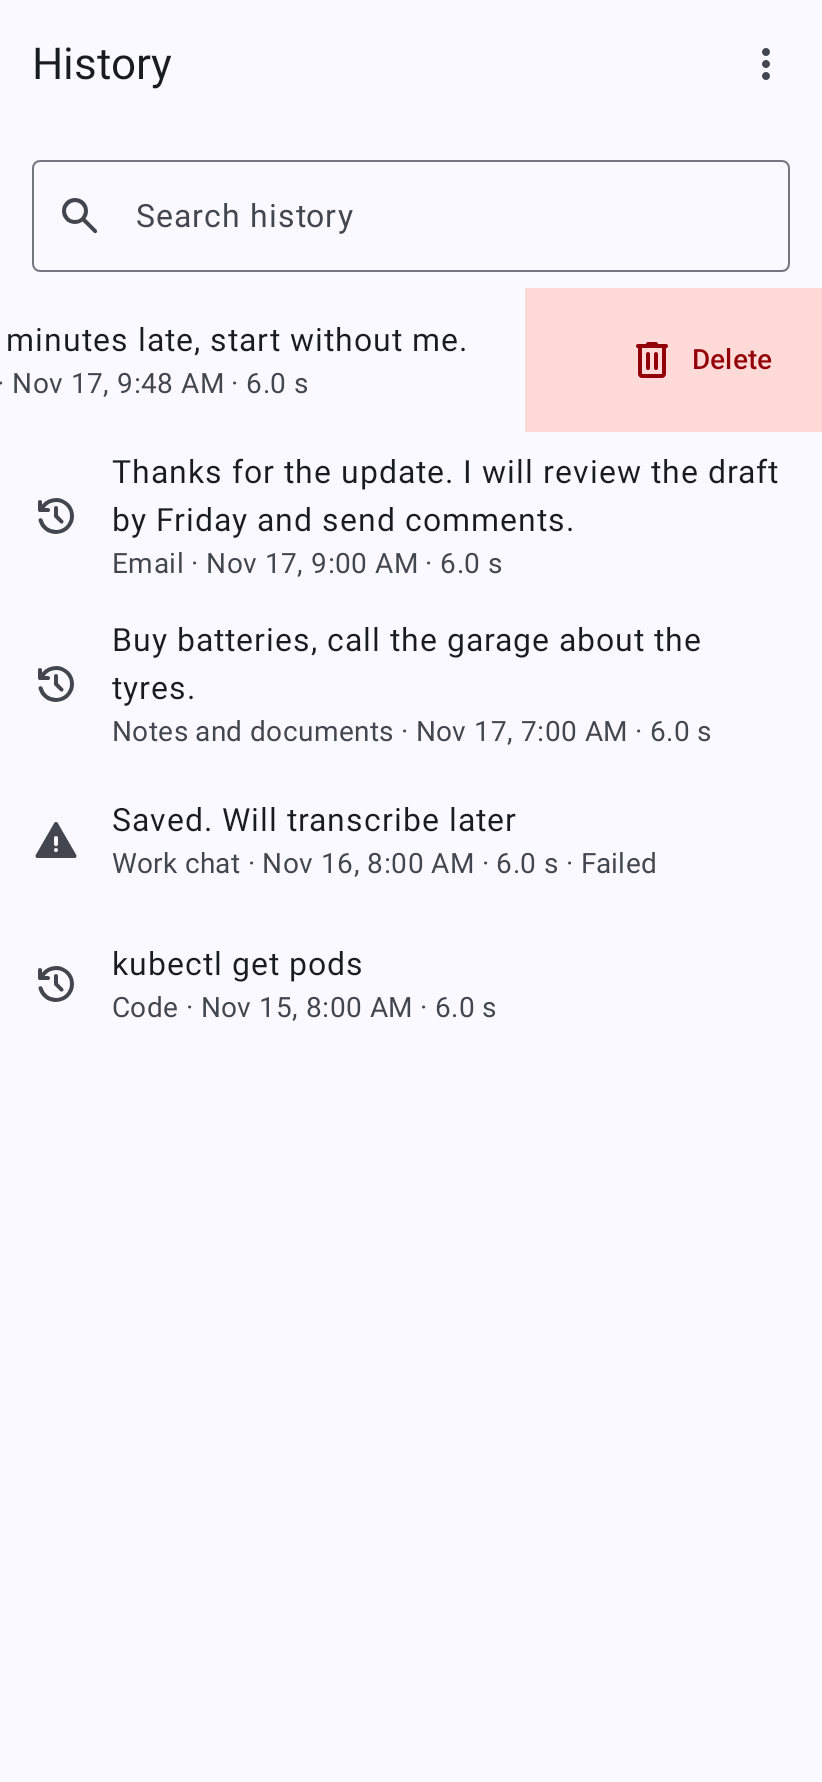 History
Search history
minutes late, start without me.
· Nov 17, 9:48 AM · 6.0 s
Delete
Thanks for the update. I will review the draft
by Friday and send comments.
Email · Nov 17, 9:00 AM · 6.0 s
Buy batteries, call the garage about the
tyres.
Notes and documents · Nov 17, 7:00 AM · 6.0 s
Saved. Will transcribe later
Work chat · Nov 16, 8:00 AM · 6.0 s · Failed
kubectl get pods
Code · Nov 15, 8:00 AM · 6.0 s